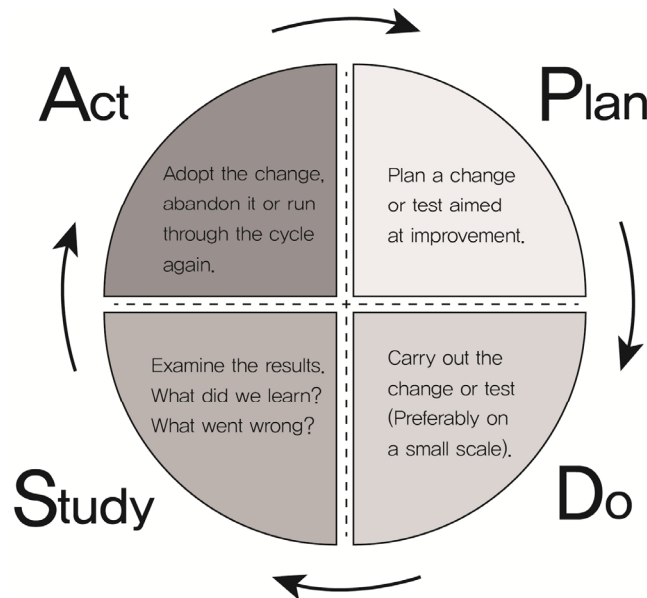 Act
Adopt the change,
abandon it or run
through the cycle
again.
Plan
Plan a change
or test aimed
at improvement.
Study
Examine the results.
What did we learn?
What went wrong?
Do
Carry out the
change or test
(Preferably on
a small scale).